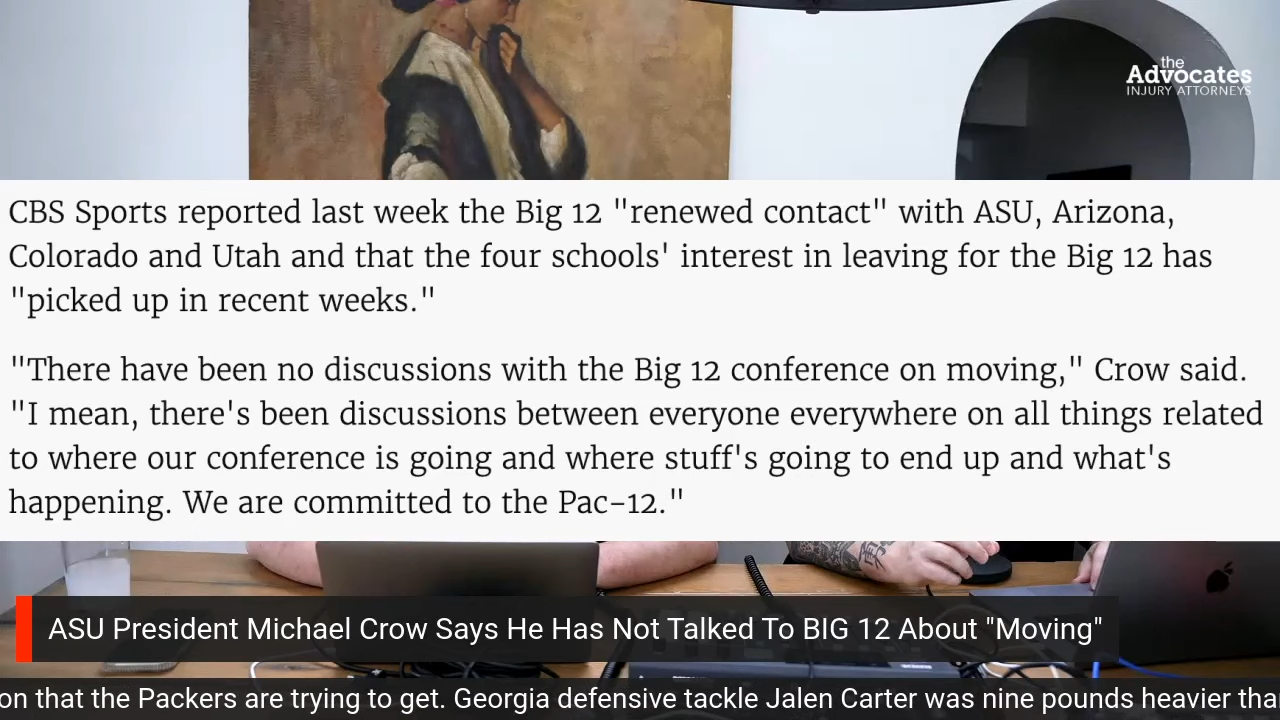 the
Advocates
INJURY ATTORNEYS
CBS Sports reported last week the Big 12 "renewed contact" with ASU, Arizona,
Colorado and Utah and that the four schools' interest in leaving for the Big 12 has
"picked up in recent weeks."
"There have been no discussions with the Big 12 conference on moving," Crow said.
"I mean, there's been discussions between everyone everywhere on all things related
to where our conference is going and where stuff's going to end up and what's
happening. We are committed to the Pac-12."
ASU President Michael Crow Says He Has Not Talked To BIG 12 About "Moving"
on that the Packers are trying to get. Georgia defensive tackle Jalen Carter was nine pounds heavier tha